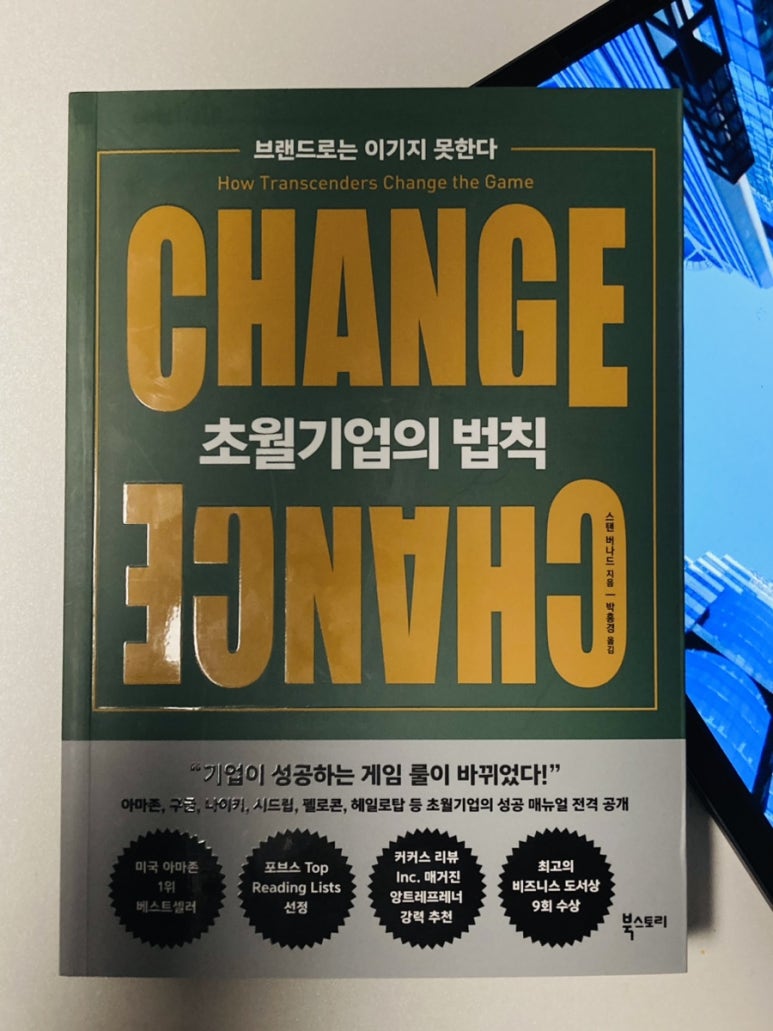 브랜드로는 이기지 못한다
How Transcenders Change the Game
CHANGE
초월기업의 법칙
CHANGE
스탠 버나드 지음 — 박홍경 옮김
“기업이 성공하는 게임 룰이 바뀌었다!”
아마존, 구글, 나이키, 시드립, 펠로콘, 헤일로탑 등 초월기업의 성공 매뉴얼 전격 공개
미국 아마존
1위
베스트셀러
포브스 Top
Reading Lists
선정
커커스 리뷰
Inc. 매거진
앙트레프레너
강력 추천
최고의
비즈니스 도서상
9회 수상
북스토리